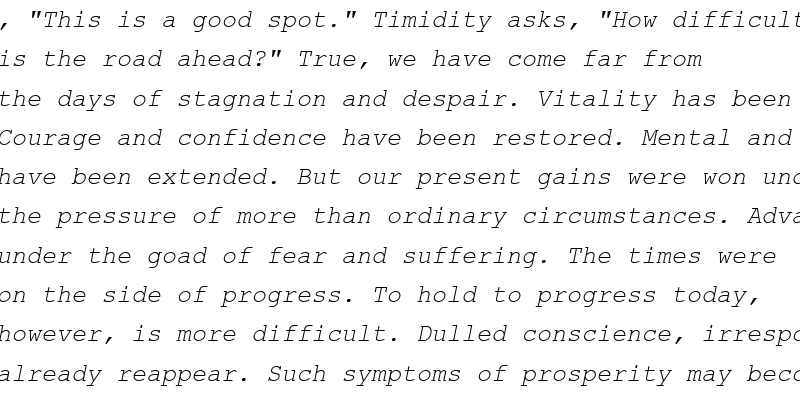 , "This is a good spot." Timidity asks, "How difficult
is the road ahead?" True, we have come far from
the days of stagnation and despair. Vitality has been
Courage and confidence have been restored. Mental and
have been extended. But our present gains were won und
the pressure of more than ordinary circumstances. Adva
under the goad of fear and suffering. The times were
on the side of progress. To hold to progress today,
however, is more difficult. Dulled conscience, irrespo
already reappear. Such symptoms of prosperity may beco